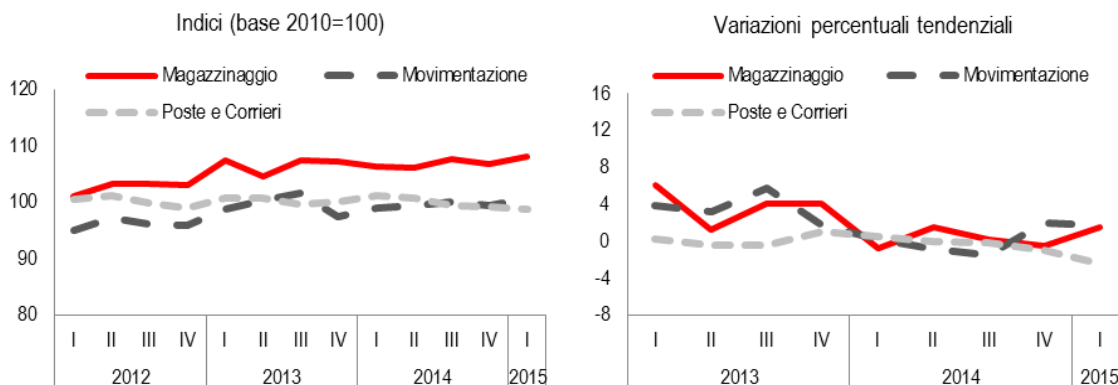 Indici (base 2010=100)
Magazzinaggio
Movimentazione
Poste e Corrieri
120
110
100
90
80
I II III IV I II III IV I II III IV I
2012 2013 2014 2015
Variazioni percentuali tendenziali
Magazzinaggio
Movimentazione
Poste e Corrieri
16
12
8
4
0
-4
-8
I II III IV I II III IV I
2013 2014 2015